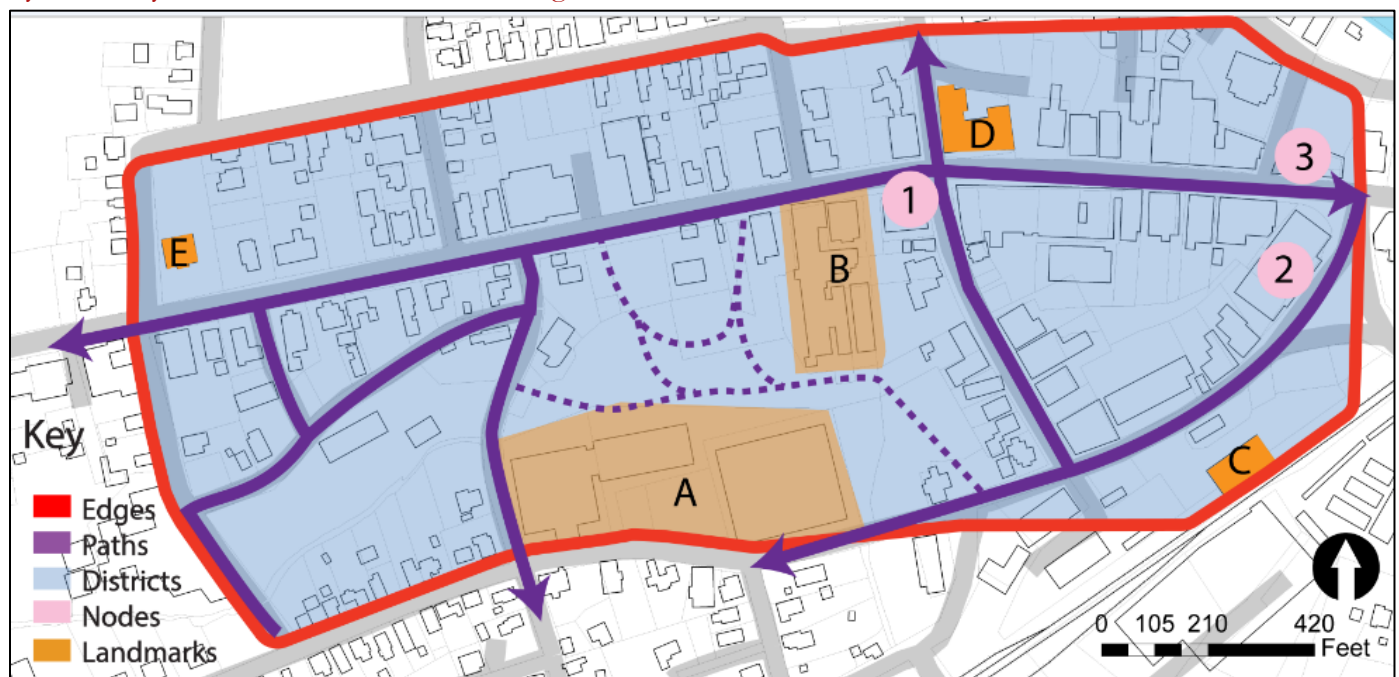 D
3
1
E
B
2
C
A
Key
Edges
Paths
Districts
Nodes
Landmarks
0 105 210 420
Feet